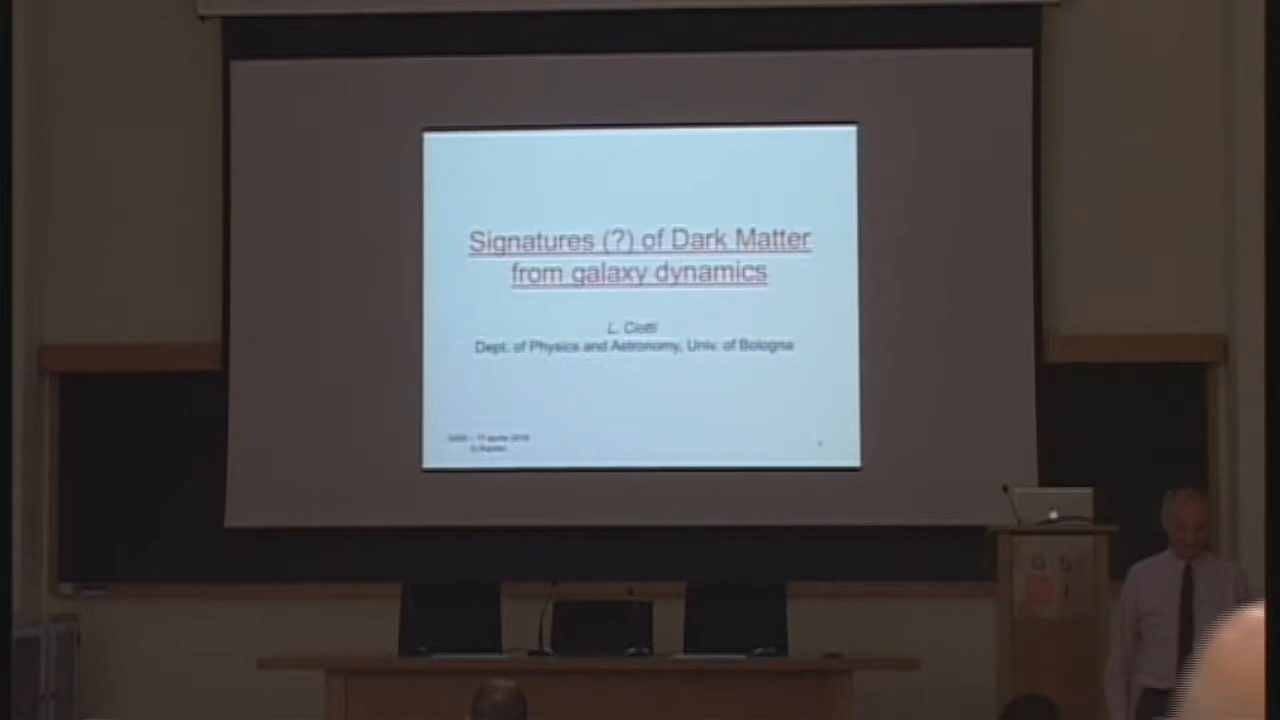 Signatures (?) of Dark Matter
from galaxy dynamics
L. Ciotti
Dept. of Physics and Astronomy, Univ. of Bologna
G S
I